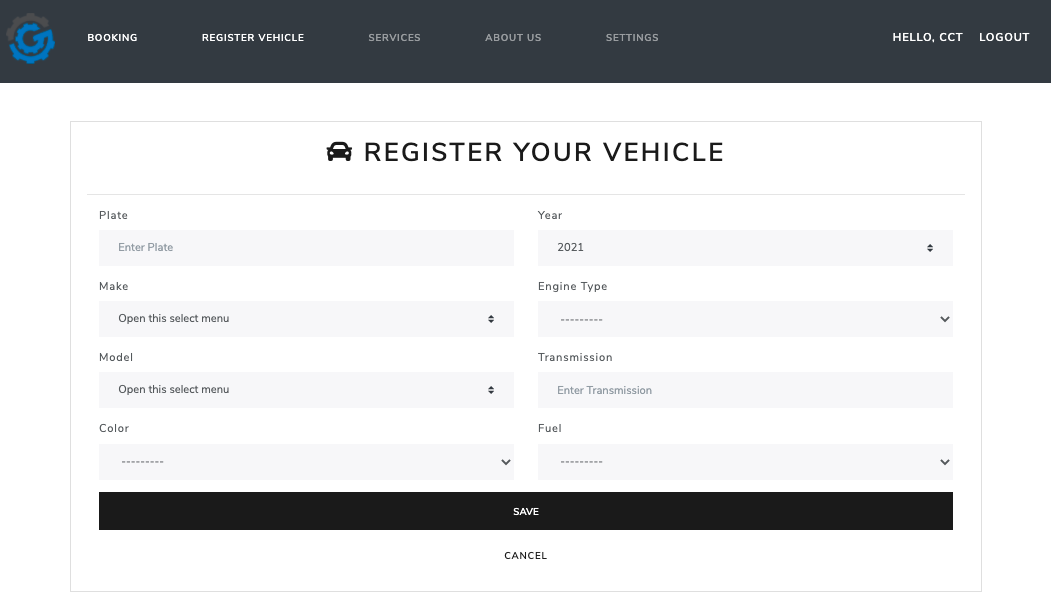 BOOKING REGISTER VEHICLE SERVICES ABOUT US SETTINGS HELLO, CCT LOGOUT
REGISTER YOUR VEHICLE
Plate
Enter Plate
Year
2021
Make
Open this select menu
Engine Type
---------
Model
Open this select menu
Transmission
Enter Transmission
Color
---------
Fuel
---------
SAVE
CANCEL